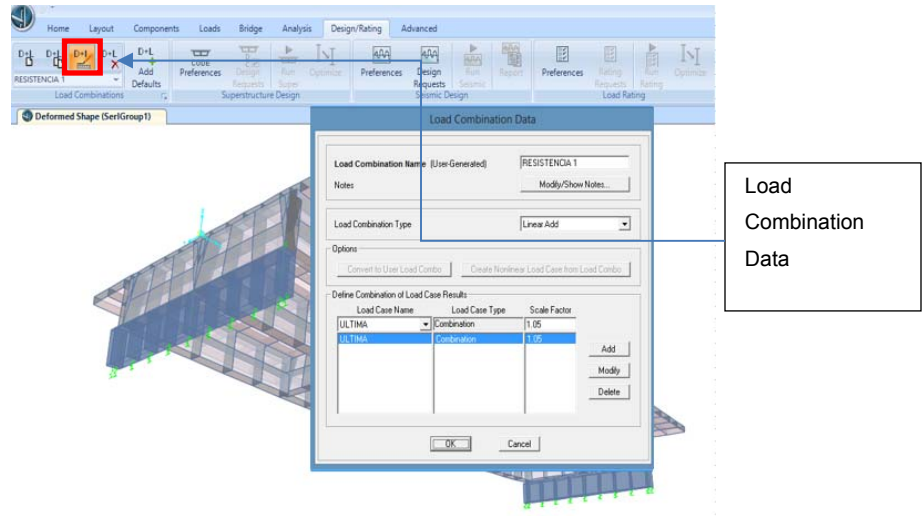 Home Layout Components Loads Bridge Analysis Design/Rating Advanced
D+L D+L D+L D+L D+L
Add
Defaults
RESISTENCIA 1
Load Combinations
CODE
Preferences
Design
Requests
Run
Super
Optimize
Superstructure Design
Preferences
Design
Requests
Run
Seismic
Report
Seismic Design
Preferences
Rating
Requests
Run
Rating
Optimize
Load Rating
Deformed Shape (SerIGroup1)
Load Combination Data
Load Combination Name (User-Generated) RESISTENCIA 1
Notes Modify/Show Notes...
Load Combination Type Linear Add
Options
Convert to User Load Combo Create Nonlinear Load Case from Load Combo
Define Combination of Load Case Results
Load Case Name Load Case Type Scale Factor
ULTIMA Combination 1.05
ULTIMA Combination 1.05
Add
Modify
Delete
OK Cancel
Load
Combination
Data